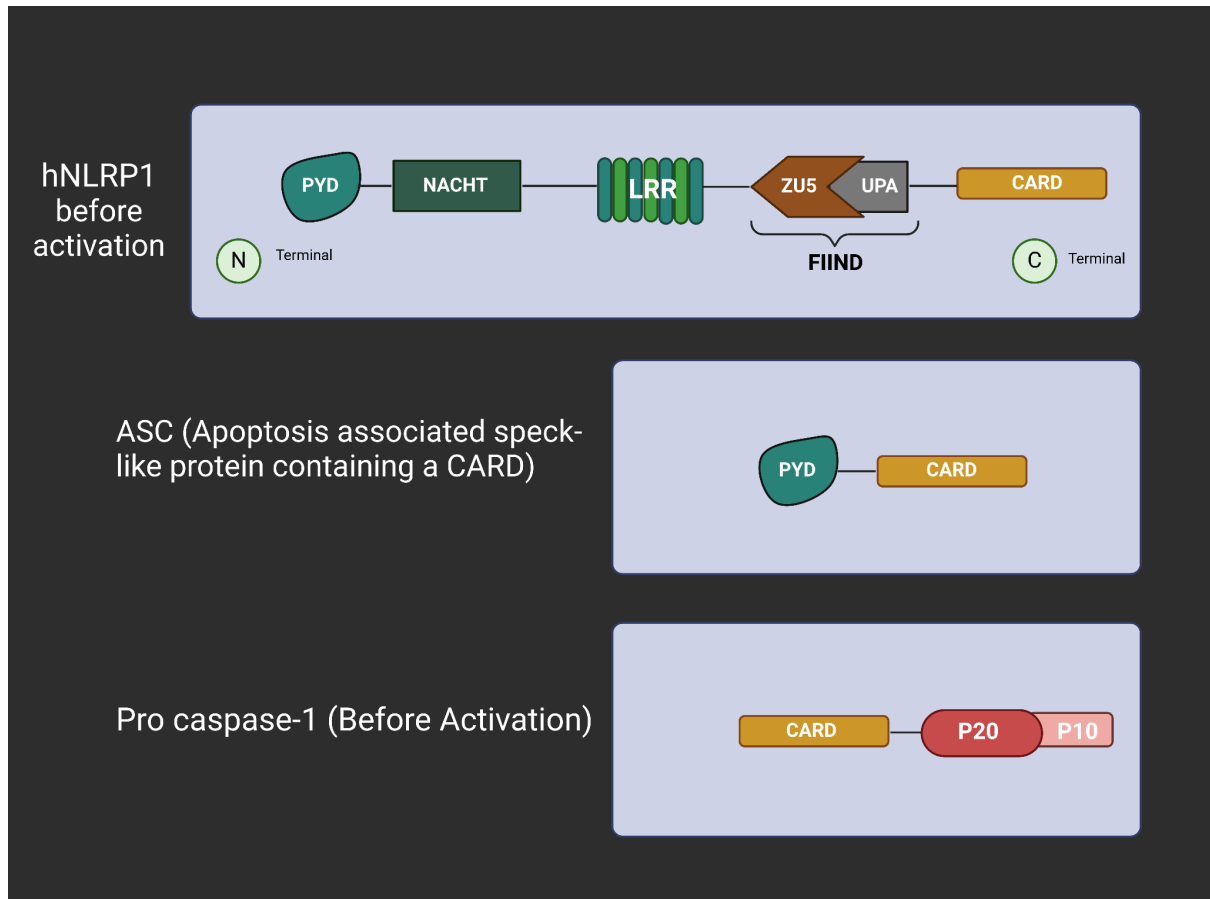 hNLRP1
before
activation
PYD
NACHT
LRR
ZU5
UPA
CARD
FIIND
N
Terminal
C
Terminal
ASC (Apoptosis associated speck-
like protein containing a CARD)
PYD
CARD
Pro caspase-1 (Before Activation)
CARD
P20
P10